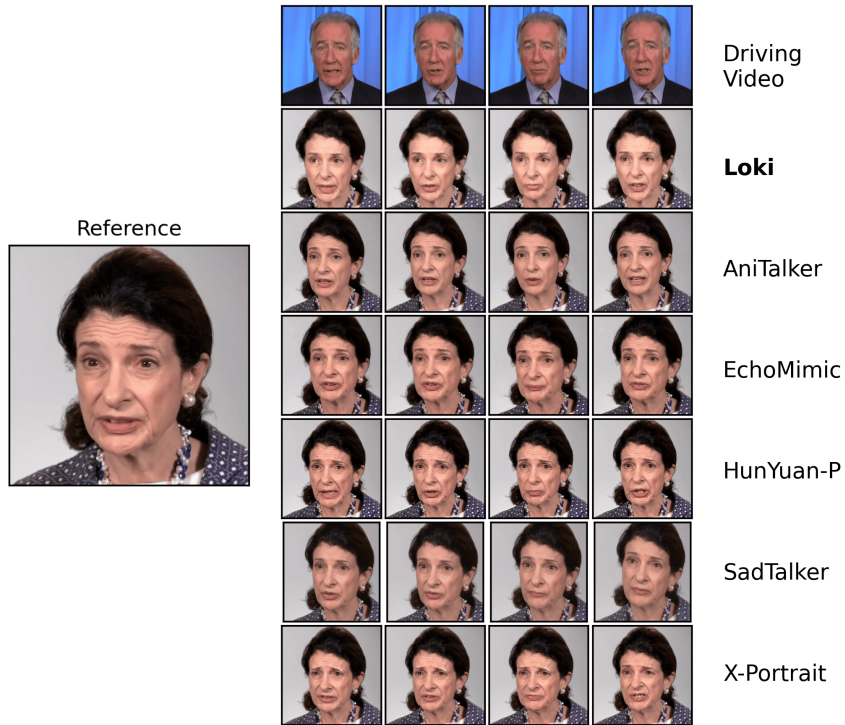 Reference
Driving
Video
Loki
AniTalker
EchoMimic
HunYuan-P
SadTalker
X-Portrait